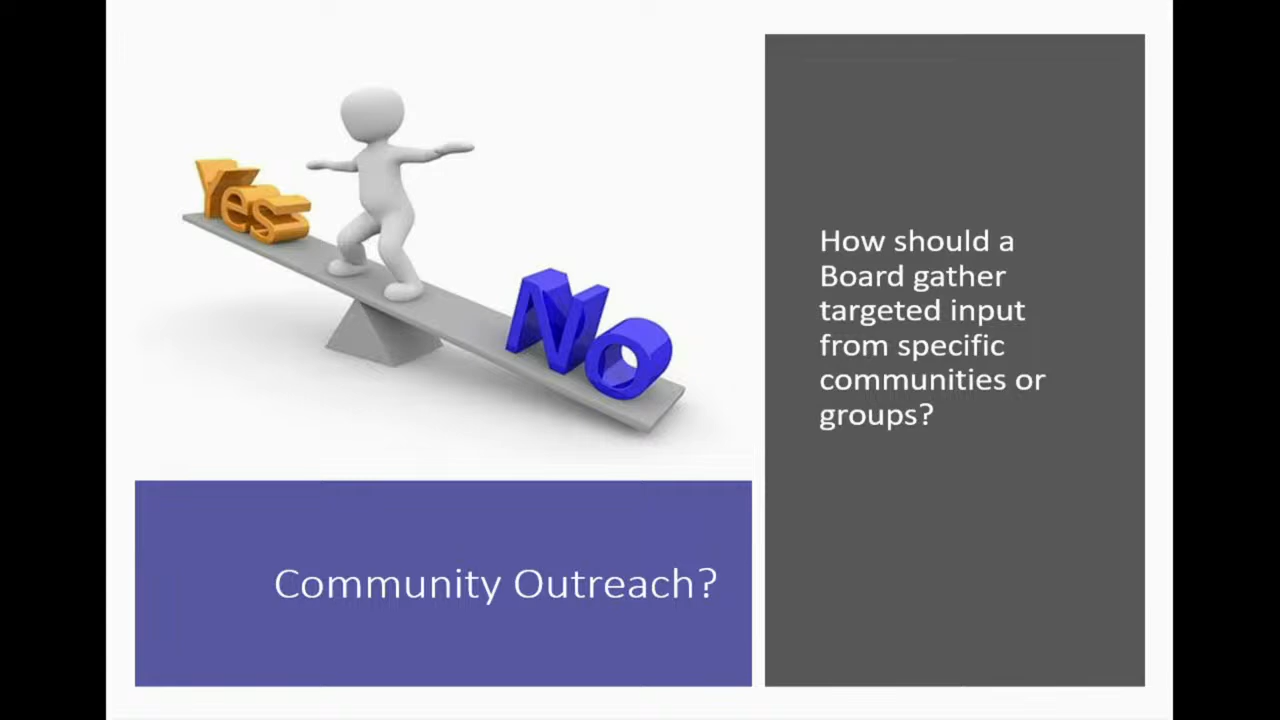 Yes
No
How should a
Board gather
targeted input
from specific
communities or
groups?
Community Outreach?